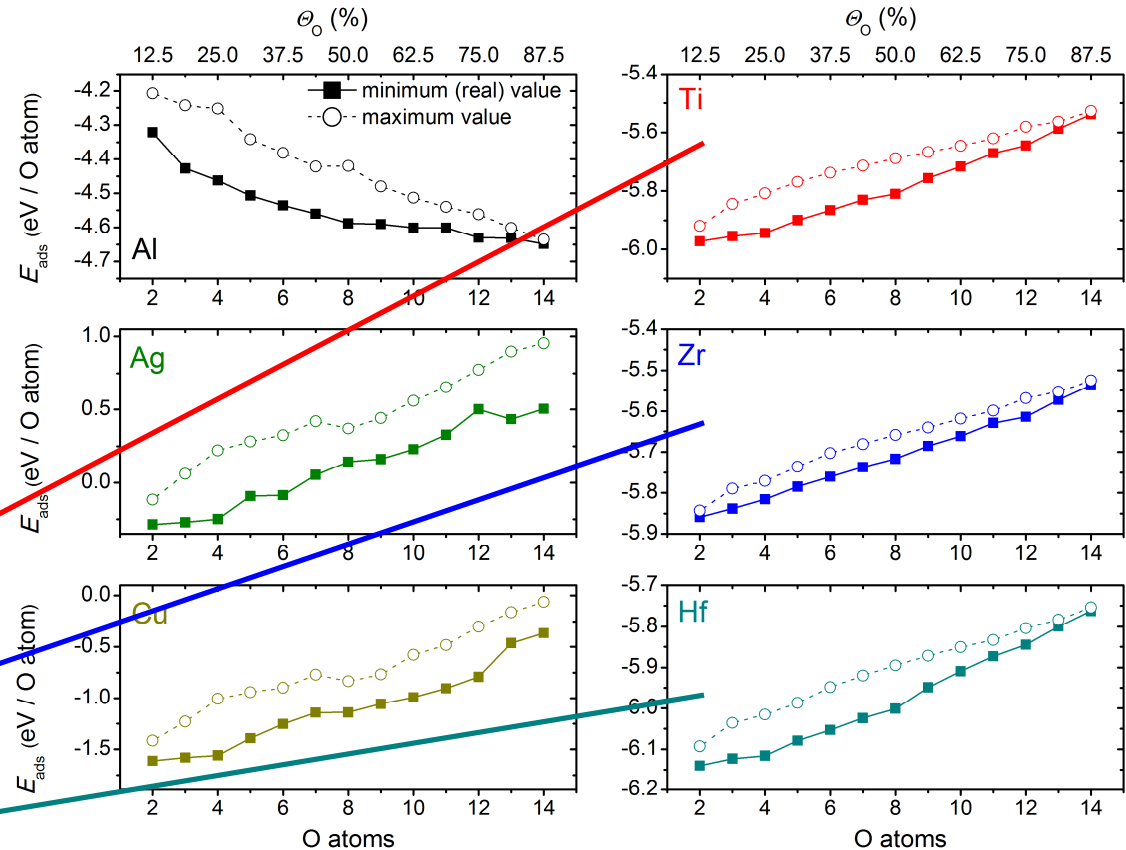 Θ_O (%)
Θ_O (%)
12.5 25.0 37.5 50.0 62.5 75.0 87.5
12.5 25.0 37.5 50.0 62.5 75.0 87.5
E_ads (eV / O atom)
-4.2
-4.3
-4.4
-4.5
-4.6
-4.7
minimum (real) value
maximum value
Al
2 4 6 8 10 12 14
-5.4
-5.6
-5.8
-6.0
Ti
2 4 6 8 10 12 14
E_ads (eV / O atom)
1.0
0.5
0.0
Ag
2 4 6 8 10 12 14
-5.4
-5.5
-5.6
-5.7
-5.8
-5.9
Zr
2 4 6 8 10 12 14
E_ads (eV / O atom)
0.0
-0.5
-1.0
-1.5
Cu
2 4 6 8 10 12 14
O atoms
-5.7
-5.8
-5.9
-6.0
-6.1
-6.2
Hf
2 4 6 8 10 12 14
O atoms